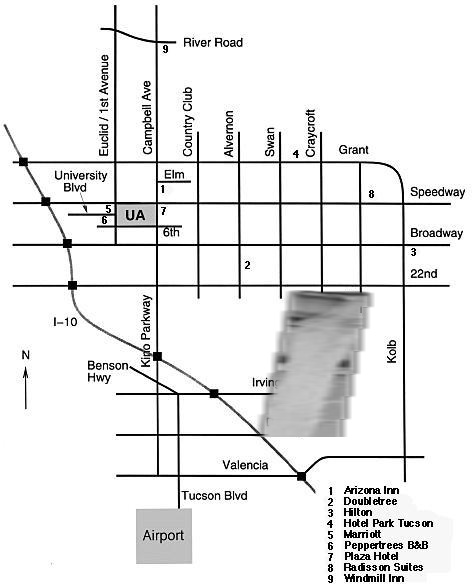 River Road
9
Euclid / 1st Avenue
Campbell Ave
Country Club
Alvernon
Swan
Craycroft
4
Grant
University
Blvd
Elm
1
8
Speedway
5
UA
7
6
6th
Broadway
2
3
22nd
I-10
Kino Parkway
Kolb
N
Benson
Hwy
Valencia
Tucson Blvd
Airport
1 Arizona Inn
2 Doubletree
3 Hilton
4 Hotel Park Tucson
5 Marriott
6 Peppertrees B&B
7 Plaza Hotel
8 Radisson Suites
9 Windmill Inn